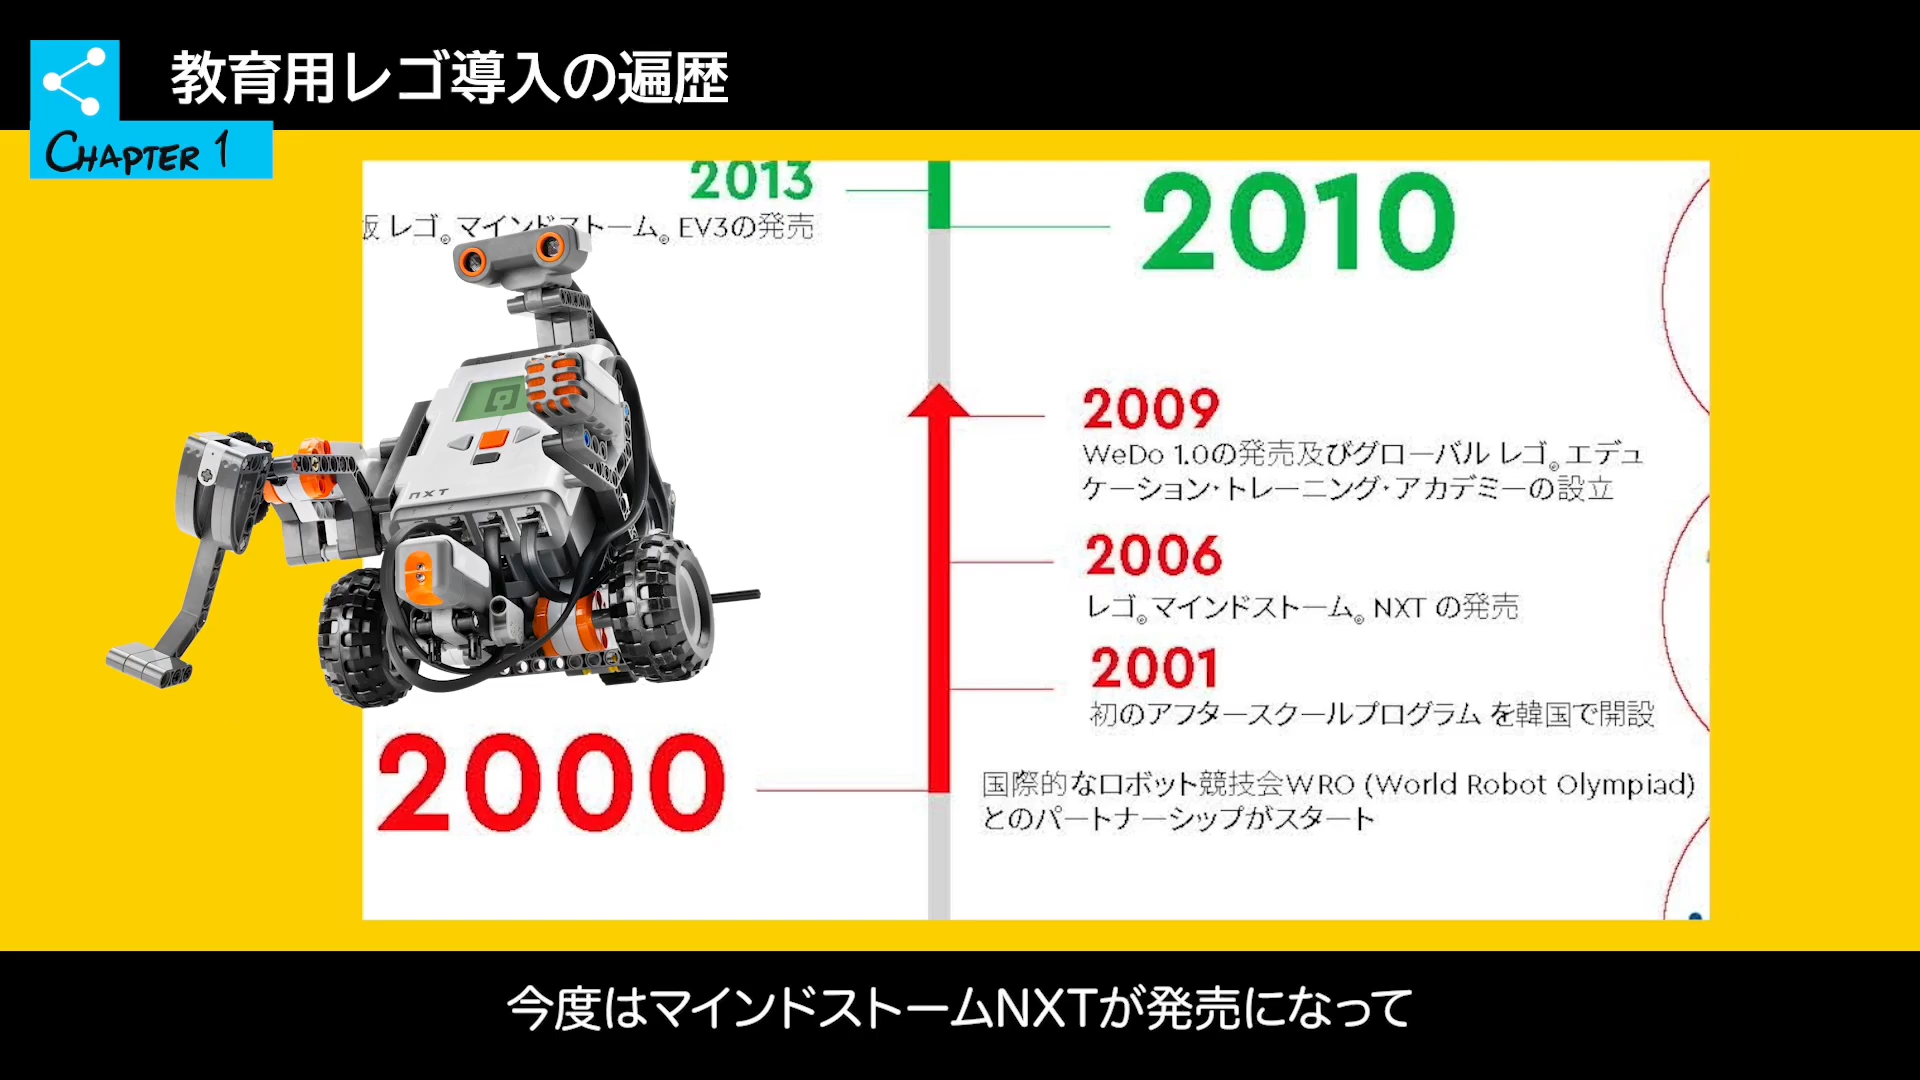 教育用レゴ導入の遍歴
CHAPTER 1
2013
レゴ®マインドストーム® EV3の発売
2010
2009
WeDo 1.0の発売及びグローバル レゴ®エデュ
ケーション・トレーニング・アカデミーの設立
2006
レゴ®マインドストーム® NXT の発売
2001
初のアフタースクールプログラム を韓国で開設
2000
国際的なロボット競技会WRO (World Robot Olympiad)
とのパートナーシップがスタート
NXT
今度はマインドストームNXTが発売になって